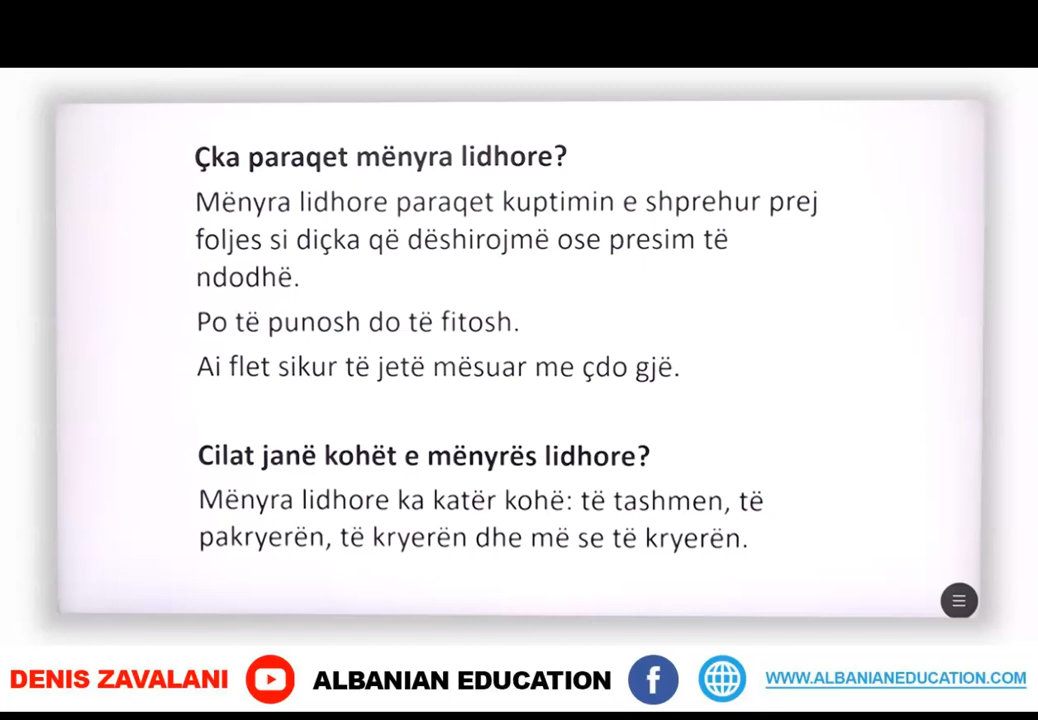 Çka paraqet mënyra lidhore?
Mënyra lidhore paraqet kuptimin e shprehur prej
foljes si diçka që dëshirojmë ose presim të
ndodhë.
Po të punosh do të fitosh.
Ai flet sikur të jetë mësuar me çdo gjë.
Cilat janë kohët e mënyrës lidhore?
Mënyra lidhore ka katër kohë: të tashmen, të
pakryerën, të kryerën dhe më se të kryerën.
DENIS ZAVALANI ALBANIAN EDUCATION f WWW.ALBANIANEDUCATION.COM